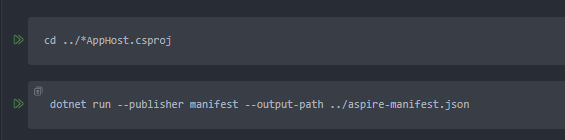 cd ../*AppHost.csproj
dotnet run --publisher manifest --output-path ../aspire-manifest.json